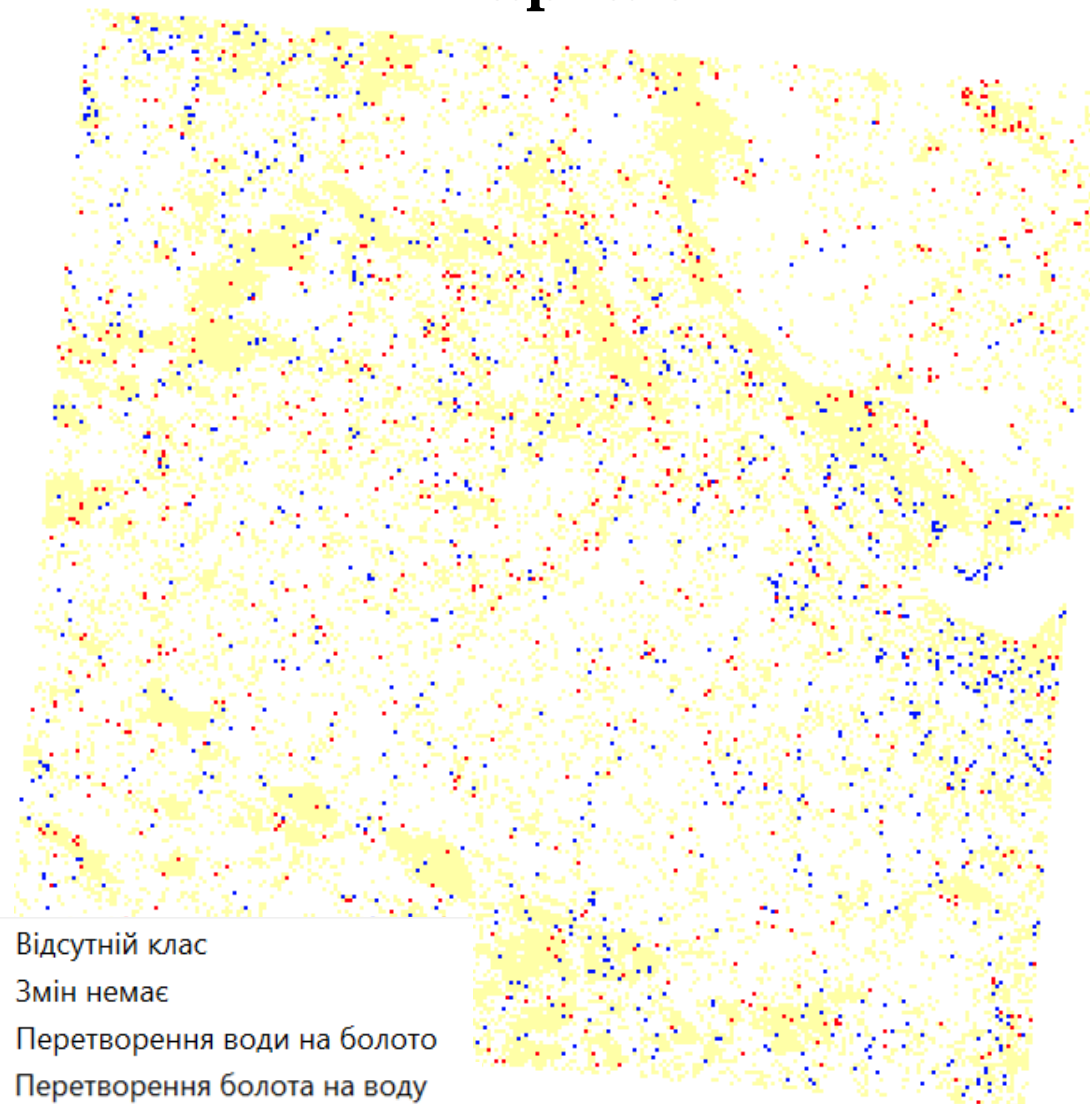 Відсутній клас
Змін немає
Перетворення води на болото
Перетворення болота на воду